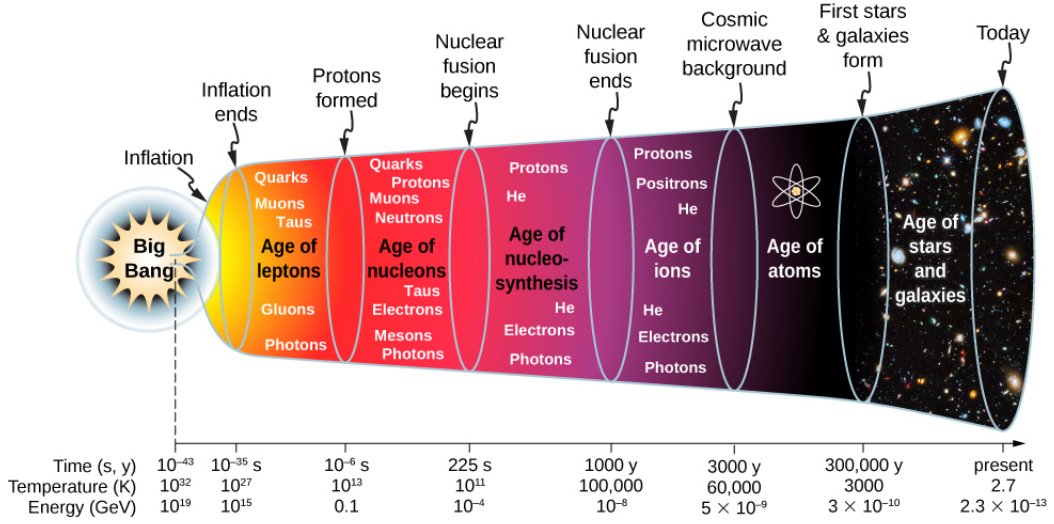 Inflation
Inflation
ends
Protons
formed
Nuclear
fusion
begins
Nuclear
fusion
ends
Cosmic
microwave
background
First stars
& galaxies
form
Today
Big
Bang
Quarks
Muons
Taus
Age of
leptons
Gluons
Photons
Quarks
Protons
Muons
Neutrons
Age of
nucleons
Taus
Electrons
Mesons
Photons
Protons
He
Age of
nucleo-
synthesis
He
Electrons
Photons
Protons
Positrons
He
Age of
ions
He
Electrons
Photons
Age of
atoms
Age of
stars
and
galaxies
Time (s, y) 10⁻⁴³ 10⁻³⁵ s 10⁻⁶ s 225 s 1000 y 3000 y 300,000 y present
Temperature (K) 10³² 10²⁷ 10¹³ 10¹¹ 100,000 60,000 3000 2.7
Energy (GeV) 10¹⁹ 10¹⁵ 0.1 10⁻⁴ 10⁻⁸ 5 × 10⁻⁹ 3 × 10⁻¹⁰ 2.3 × 10⁻¹³